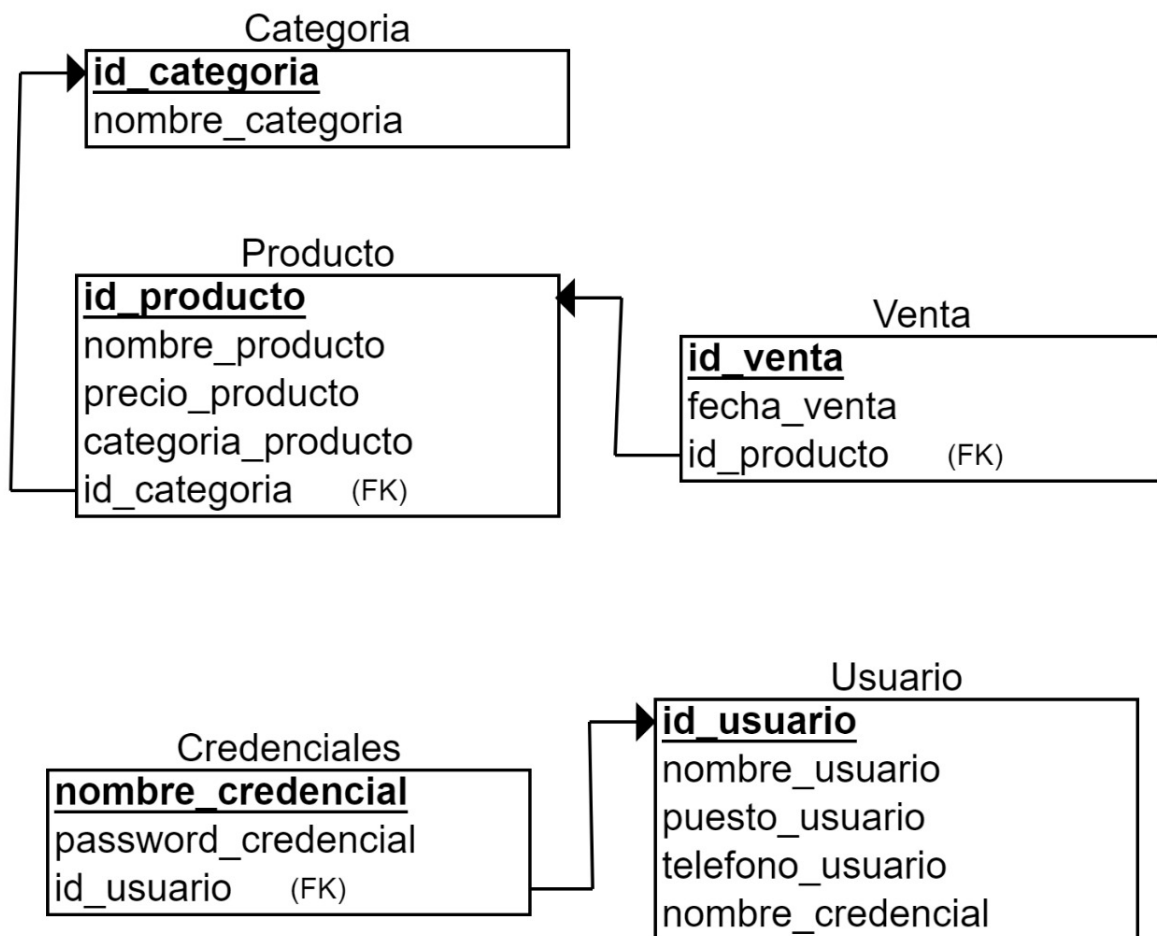 Categoria
id_categoria
nombre_categoria
Producto
id_producto
nombre_producto
precio_producto
categoria_producto
id_categoria (FK)
Venta
id_venta
fecha_venta
id_producto (FK)
Credenciales
nombre_credencial
password_credencial
id_usuario (FK)
Usuario
id_usuario
nombre_usuario
puesto_usuario
telefono_usuario
nombre_credencial